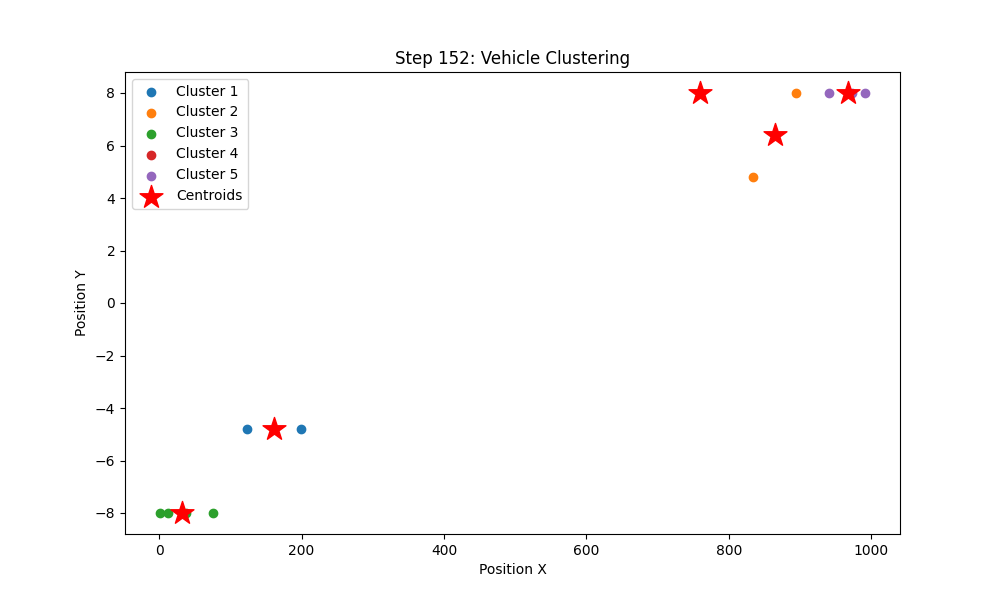 Step 152: Vehicle Clustering
Cluster 1
Cluster 2
Cluster 3
Cluster 4
Cluster 5
Centroids
8
6
4
2
0
−2
−4
−6
−8
Position Y
0 200 400 600 800 1000
Position X